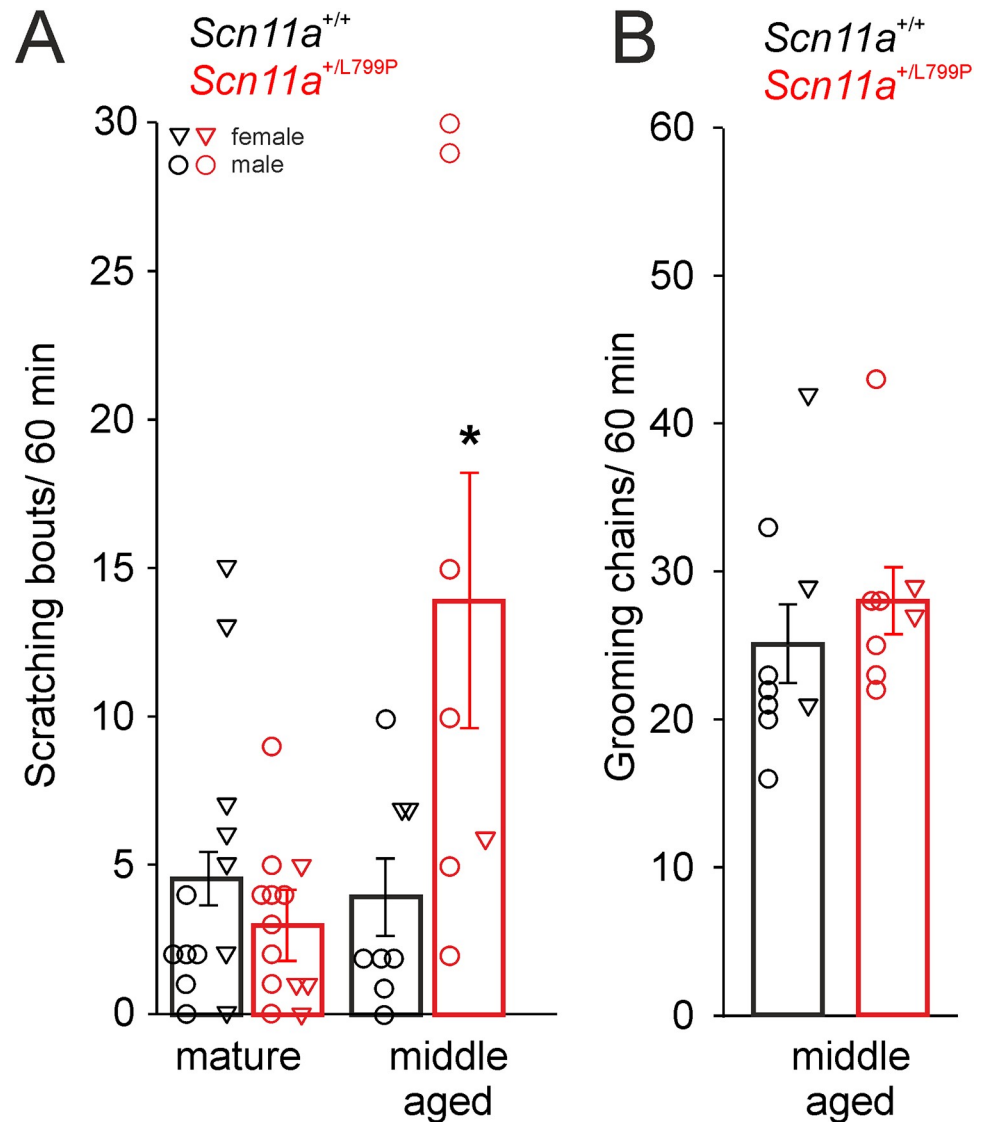 A
Scn11a+/+
Scn11a+/L799P
female
male
Scratching bouts/ 60 min
30
25
20
15
10
5
0
*
mature
middle
aged
B
Scn11a+/+
Scn11a+/L799P
Grooming chains/ 60 min
60
50
40
30
20
10
0
middle
aged